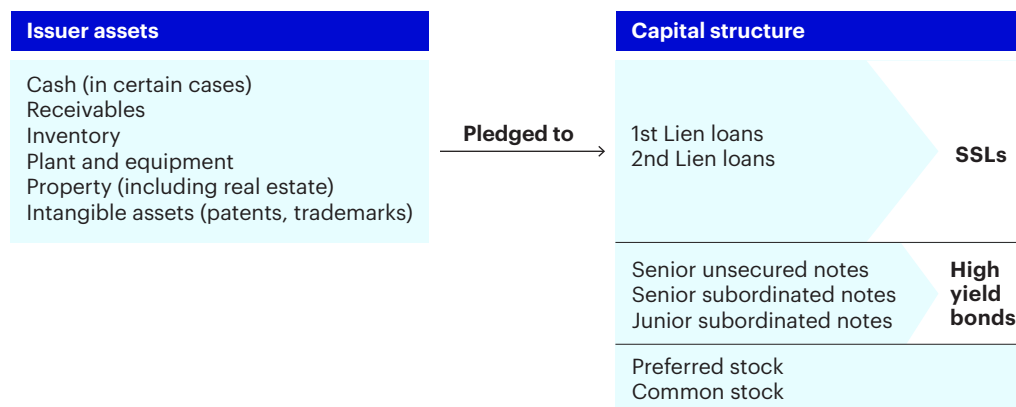 Issuer assets
Cash (in certain cases)
Receivables
Inventory
Plant and equipment
Property (including real estate)
Intangible assets (patents, trademarks)
Pledged to
Capital structure
1st Lien loans
2nd Lien loans
SSLs
Senior unsecured notes
Senior subordinated notes
Junior subordinated notes
High
yield
bonds
Preferred stock
Common stock